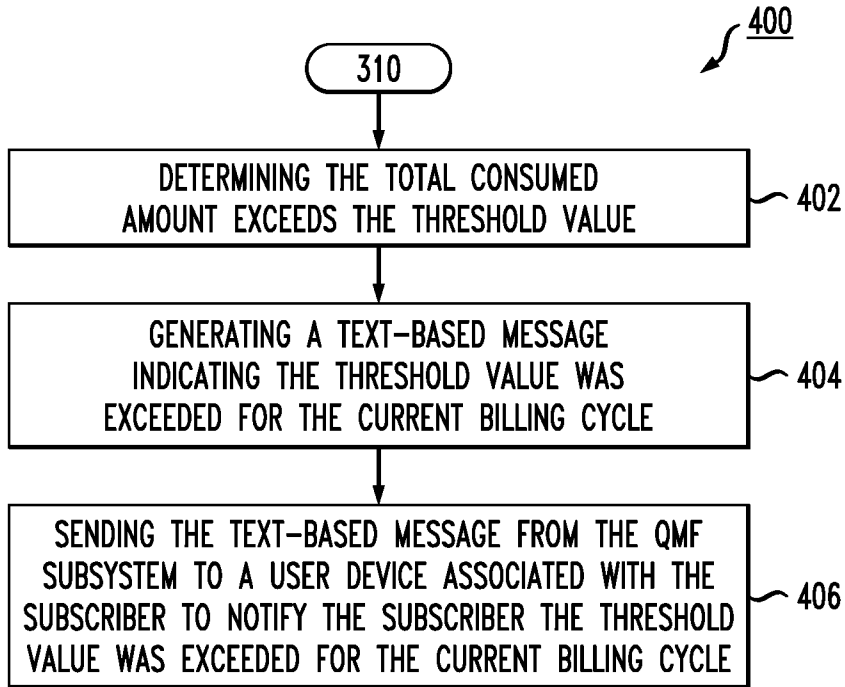 400
310
DETERMINING THE TOTAL CONSUMED
AMOUNT EXCEEDS THE THRESHOLD VALUE
402
GENERATING A TEXT-BASED MESSAGE
INDICATING THE THRESHOLD VALUE WAS
EXCEEDED FOR THE CURRENT BILLING CYCLE
404
SENDING THE TEXT-BASED MESSAGE FROM THE QMF
SUBSYSTEM TO A USER DEVICE ASSOCIATED WITH THE
SUBSCRIBER TO NOTIFY THE SUBSCRIBER THE THRESHOLD
VALUE WAS EXCEEDED FOR THE CURRENT BILLING CYCLE
406